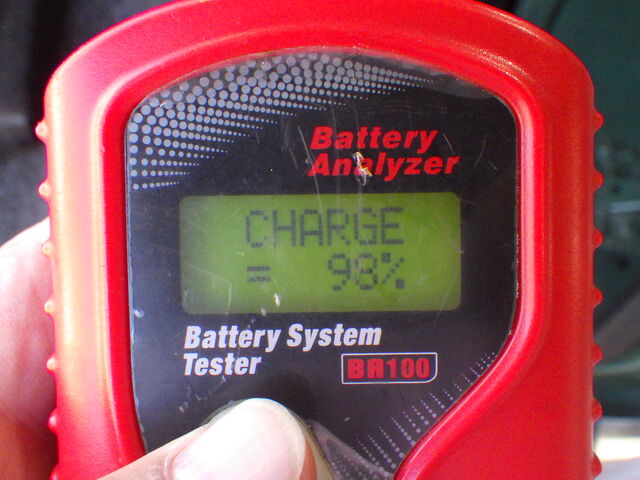 Battery
Analyzer
CHARGE
= 98%
Battery System
Tester
BA100